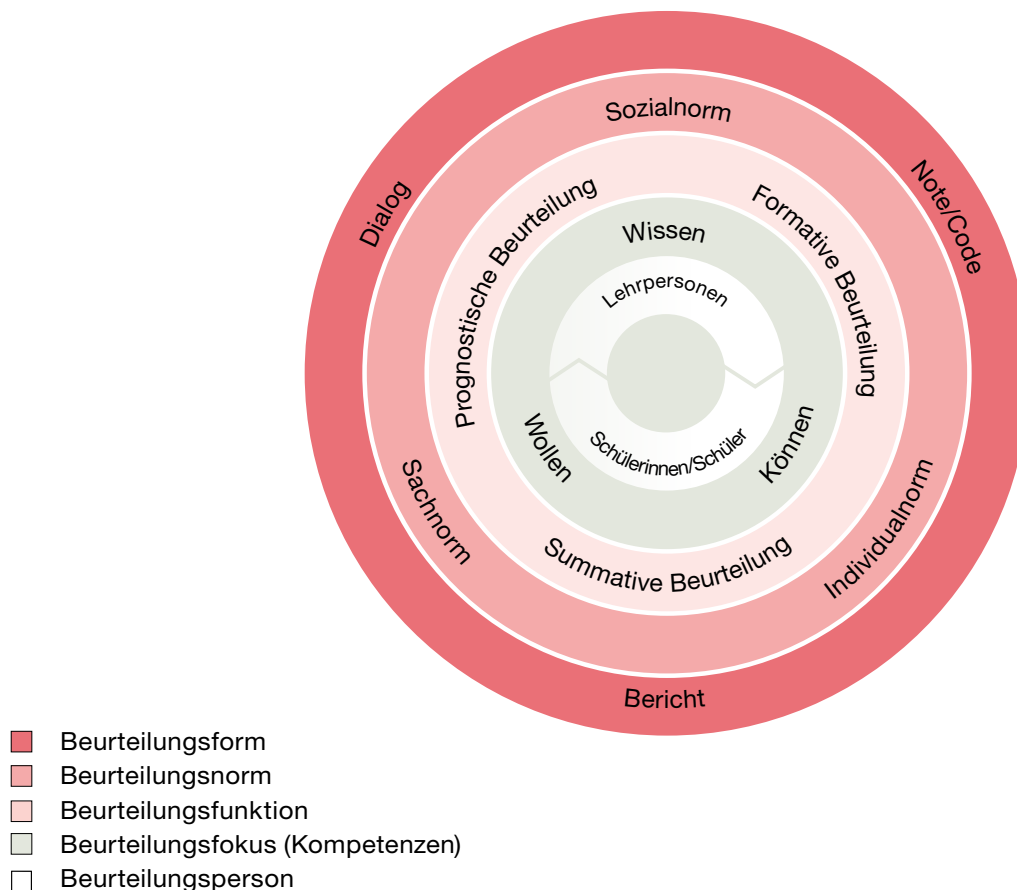 Sozialnorm
Dialog
Note/Code
Prognostische Beurteilung
Formative Beurteilung
Wissen
Lehrpersonen
Schülerinnen/Schüler
Wollen
Können
Sachnorm
Individualnorm
Summative Beurteilung
Bericht
Beurteilungsform
Beurteilungsnorm
Beurteilungsfunktion
Beurteilungsfokus (Kompetenzen)
Beurteilungsperson